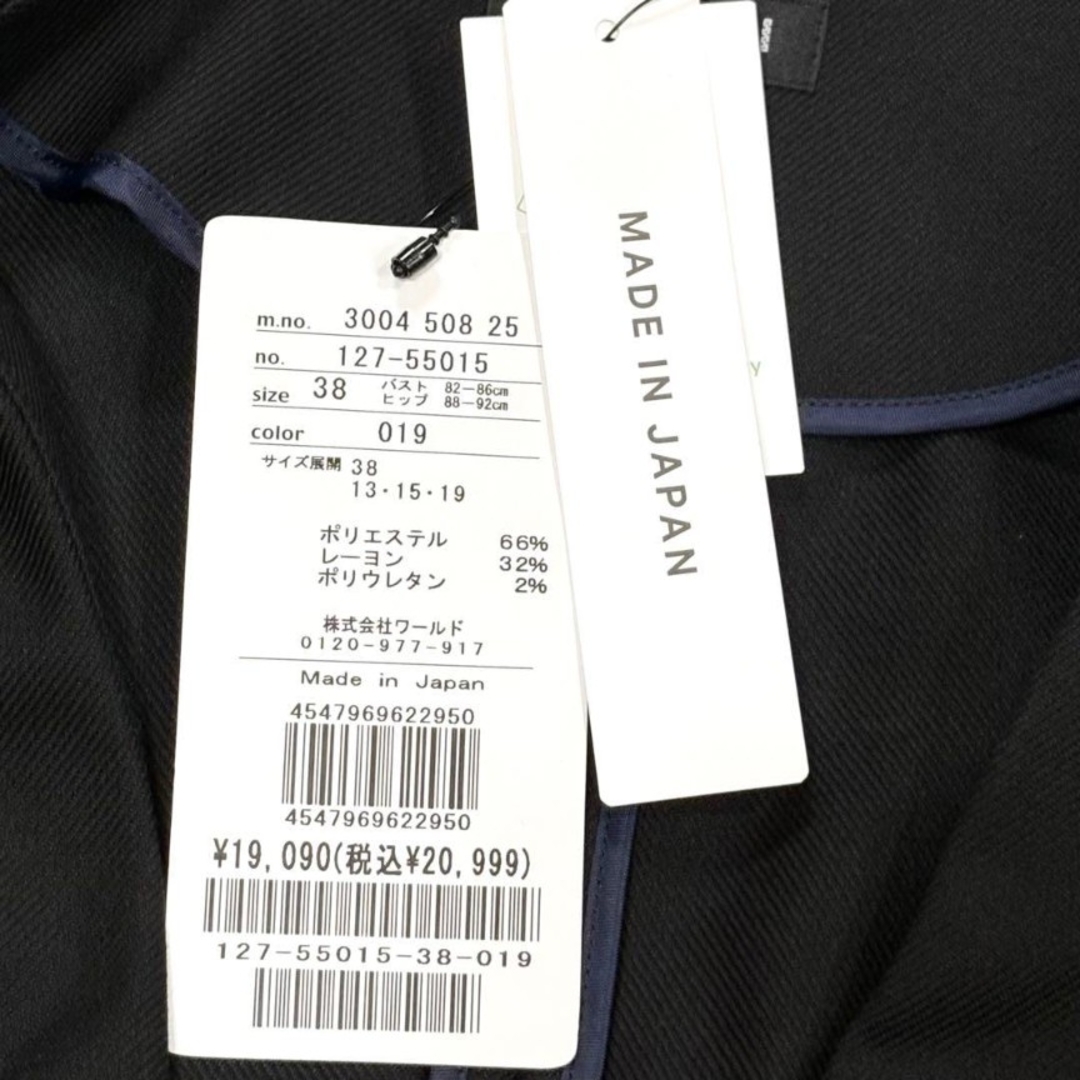 m.no. 3004 508 25
no. 127-55015
size 38 バスト 82-86cm
ヒップ 88-92cm
color 019
サイズ展開 38
13・15・19
ポリエステル 66%
レーヨン 32%
ポリウレタン 2%
株式会社ワールド
0120-977-917
Made in Japan
4547969622950
4547969622950
¥19,090(税込¥20,999)
127-55015-38-019
MADE IN JAPAN